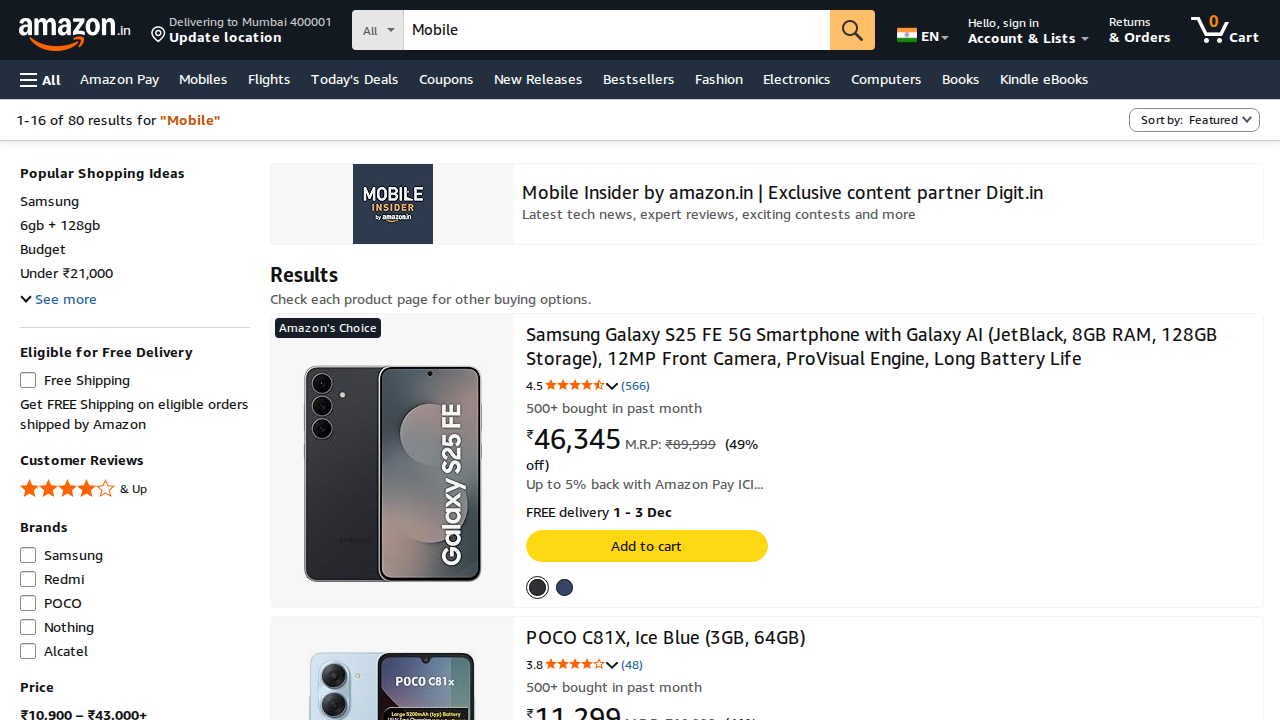 amazon.in
Delivering to Mumbai 400001
Update location
All
Mobile
EN
Hello, sign in
Account & Lists
Returns
& Orders
0
Cart
All
Amazon Pay
Mobiles
Flights
Today's Deals
Coupons
New Releases
Bestsellers
Fashion
Electronics
Computers
Books
Kindle eBooks
1-16 of 80 results for "Mobile"
Sort by: Featured
Popular Shopping Ideas
Samsung
6gb + 128gb
Budget
Under ₹21,000
See more
Eligible for Free Delivery
Free Shipping
Get FREE Shipping on eligible orders
shipped by Amazon
Customer Reviews
& Up
Brands
Samsung
Redmi
POCO
Nothing
Alcatel
Price
₹10,900 – ₹43,000+
MOBILE
INSIDER
by amazon.in
Mobile Insider by amazon.in | Exclusive content partner Digit.in
Latest tech news, expert reviews, exciting contests and more
Results
Check each product page for other buying options.
Amazon's Choice
Galaxy S25 FE
Samsung Galaxy S25 FE 5G Smartphone with Galaxy AI (JetBlack, 8GB RAM, 128GB
Storage), 12MP Front Camera, ProVisual Engine, Long Battery Life
4.5 (566)
500+ bought in past month
₹46,345 M.R.P: ₹89,999 (49%
off)
Up to 5% back with Amazon Pay ICI...
FREE delivery 1 - 3 Dec
Add to cart
POCO C81x
Large 5200mAh (typ) Battery
POCO C81X, Ice Blue (3GB, 64GB)
3.8 (48)
500+ bought in past month
₹11,299